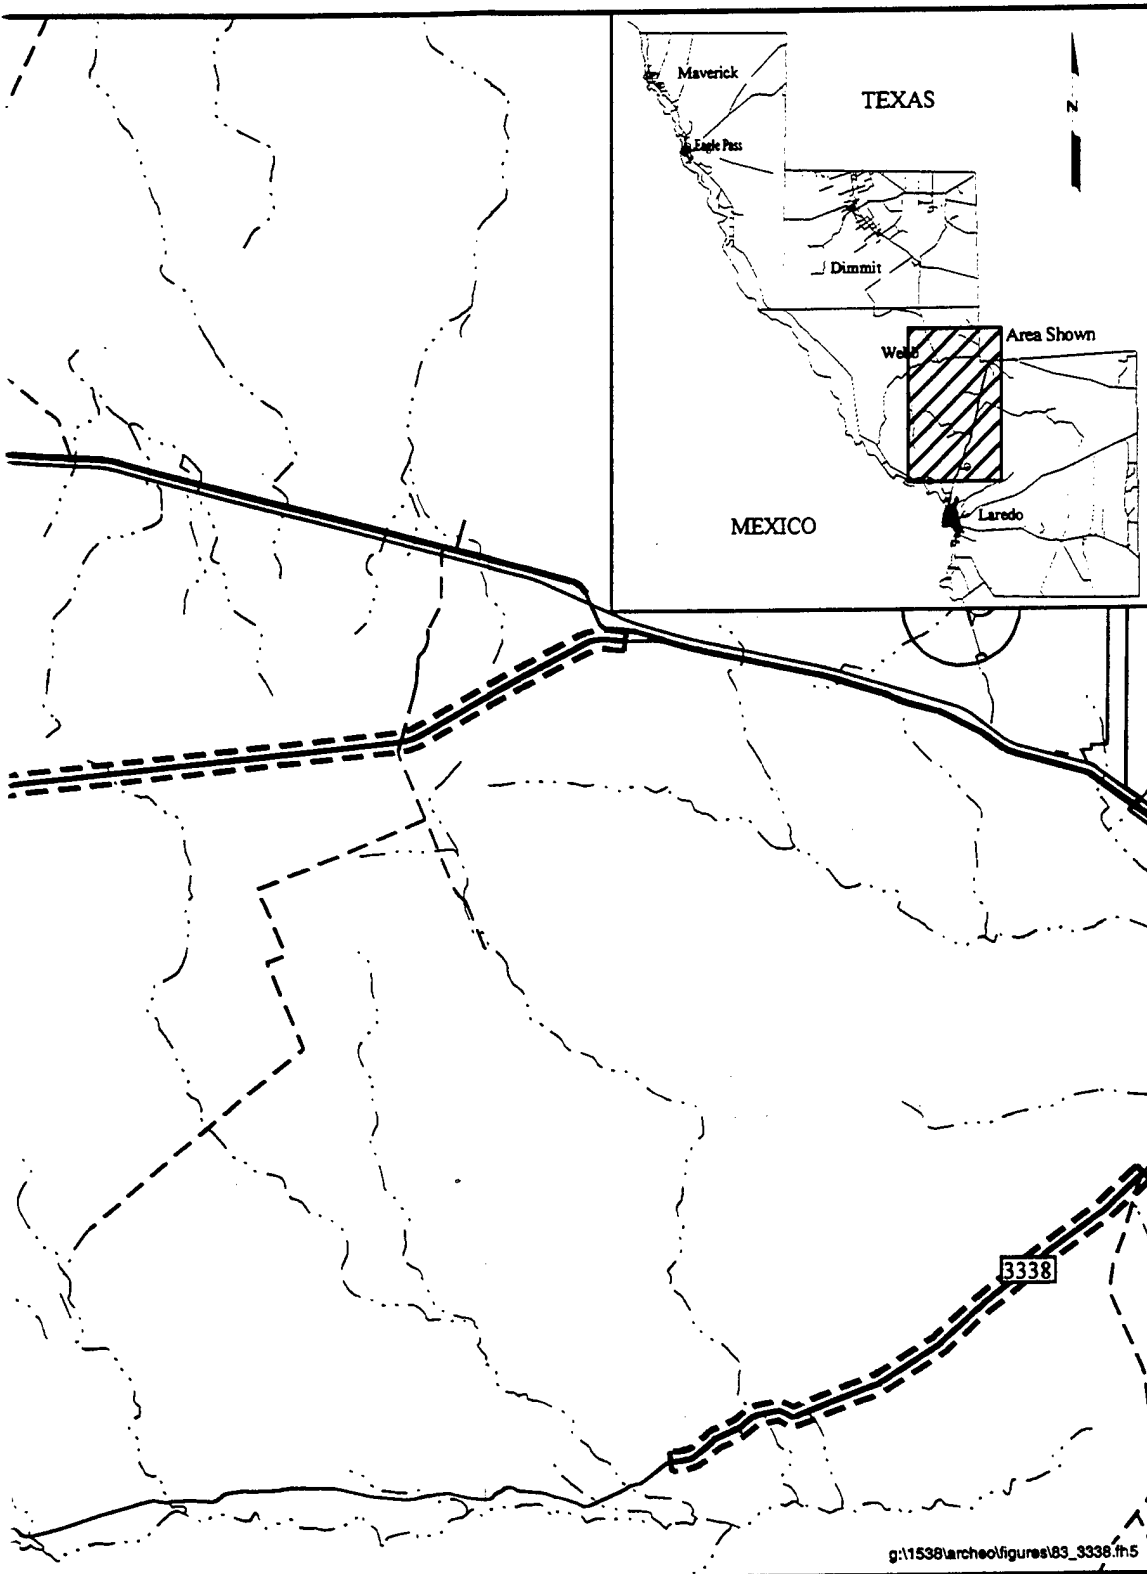 Maverick
TEXAS
N
Eagle Pass
Dimmit
Area Shown
Webb
MEXICO
Laredo
3338
g:\1538\archeo\figures\83_3338.fh5